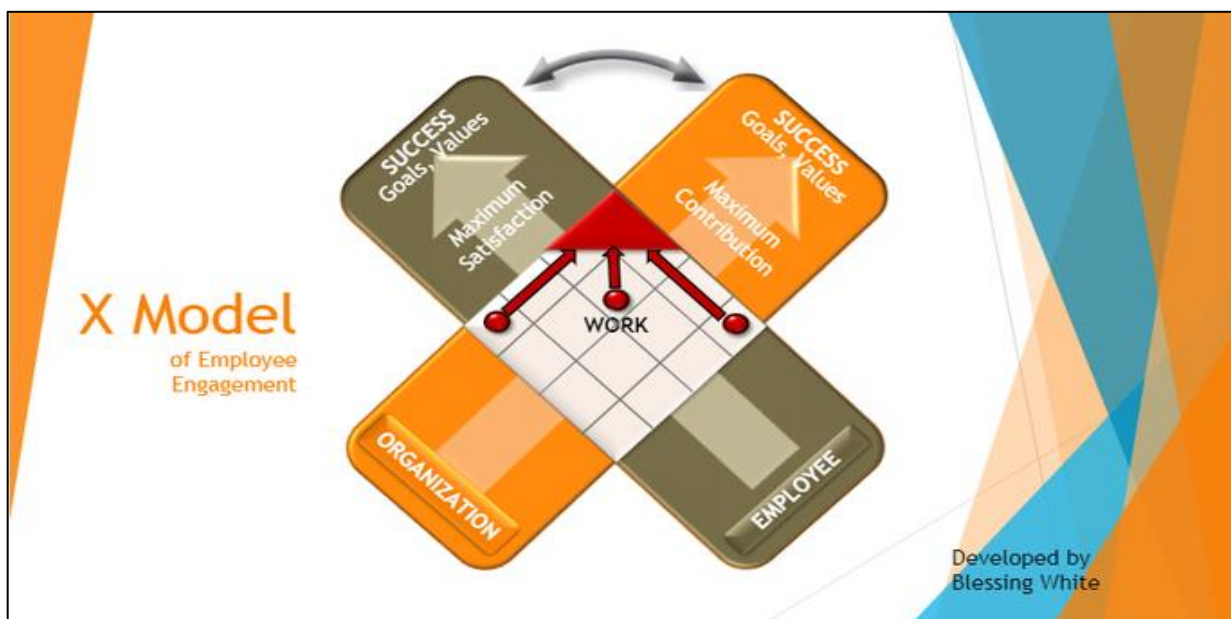 X Model
of Employee
Engagement
SUCCESS
Goals, Values
Maximum
Satisfaction
SUCCESS
Goals, Values
Maximum
Contribution
WORK
ORGANIZATION
EMPLOYEE
Developed by
Blessing White